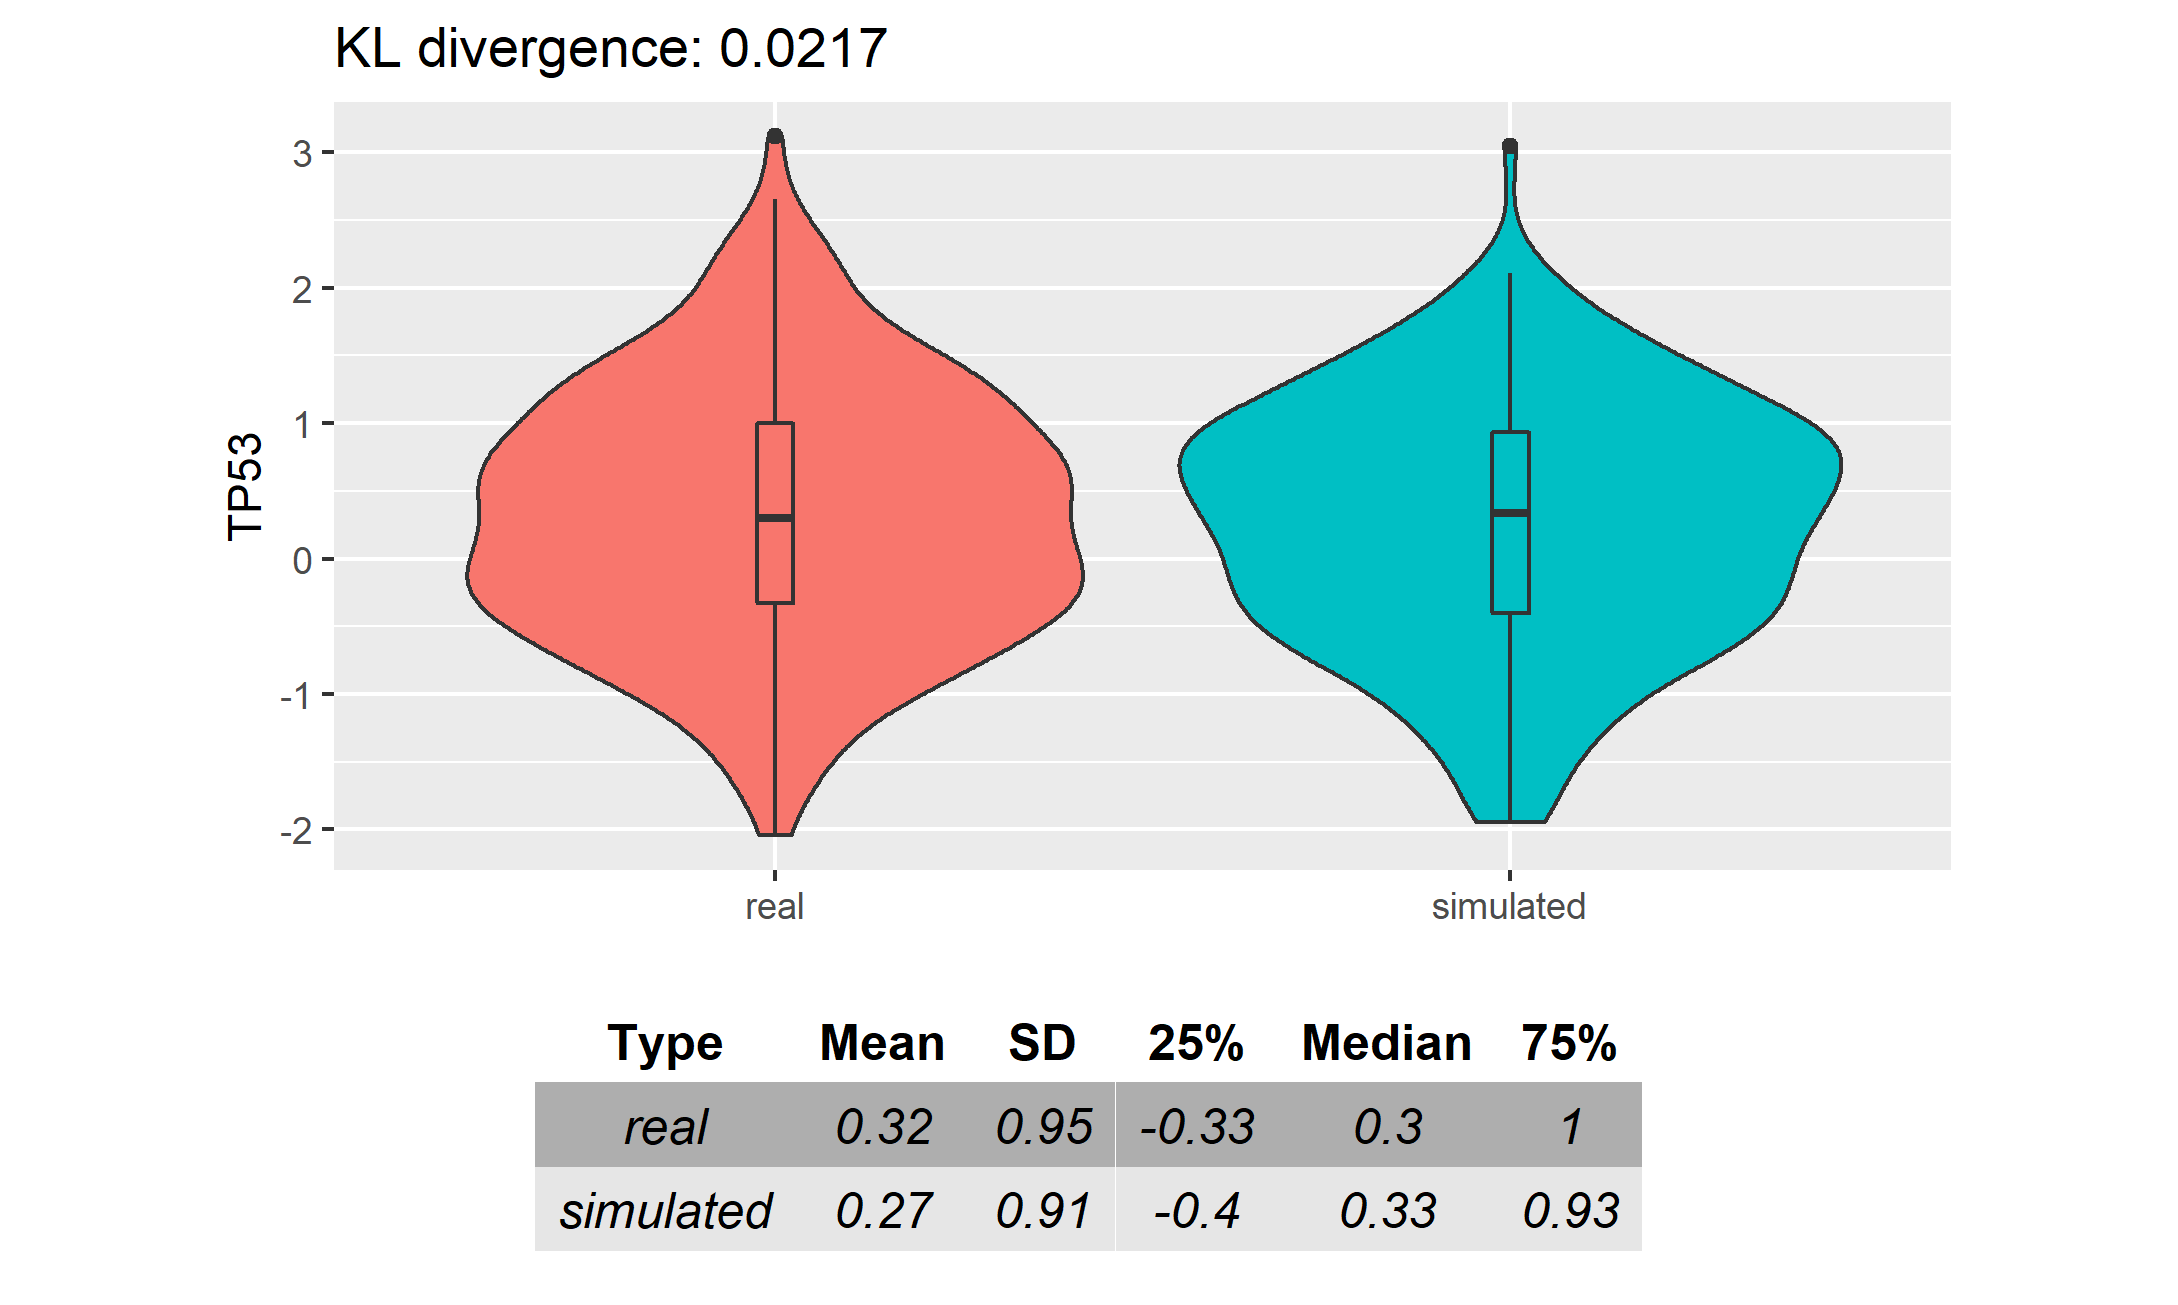 KL divergence: 0.0217
TP53
3
2
1
0
-1
-2
real simulated
Type Mean SD 25% Median 75%
real 0.32 0.95 -0.33 0.3 1
simulated 0.27 0.91 -0.4 0.33 0.93